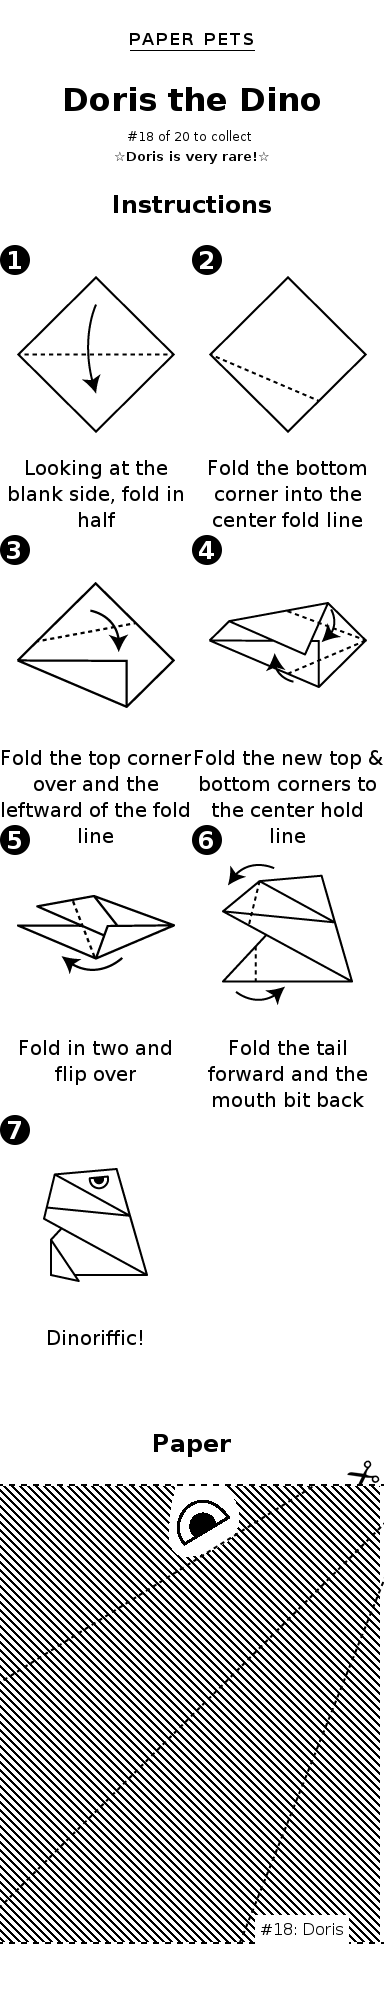 PAPER PETS
Doris the Dino
#18 of 20 to collect
☆Doris is very rare!☆
Instructions
1
Looking at the
blank side, fold in
half
2
Fold the bottom
corner into the
center fold line
3
Fold the top corner
over and the
leftward of the fold
line
4
Fold the new top &
bottom corners to
the center hold
line
5
Fold in two and
flip over
6
Fold the tail
forward and the
mouth bit back
7
Dinoriffic!
Paper
#18: Doris